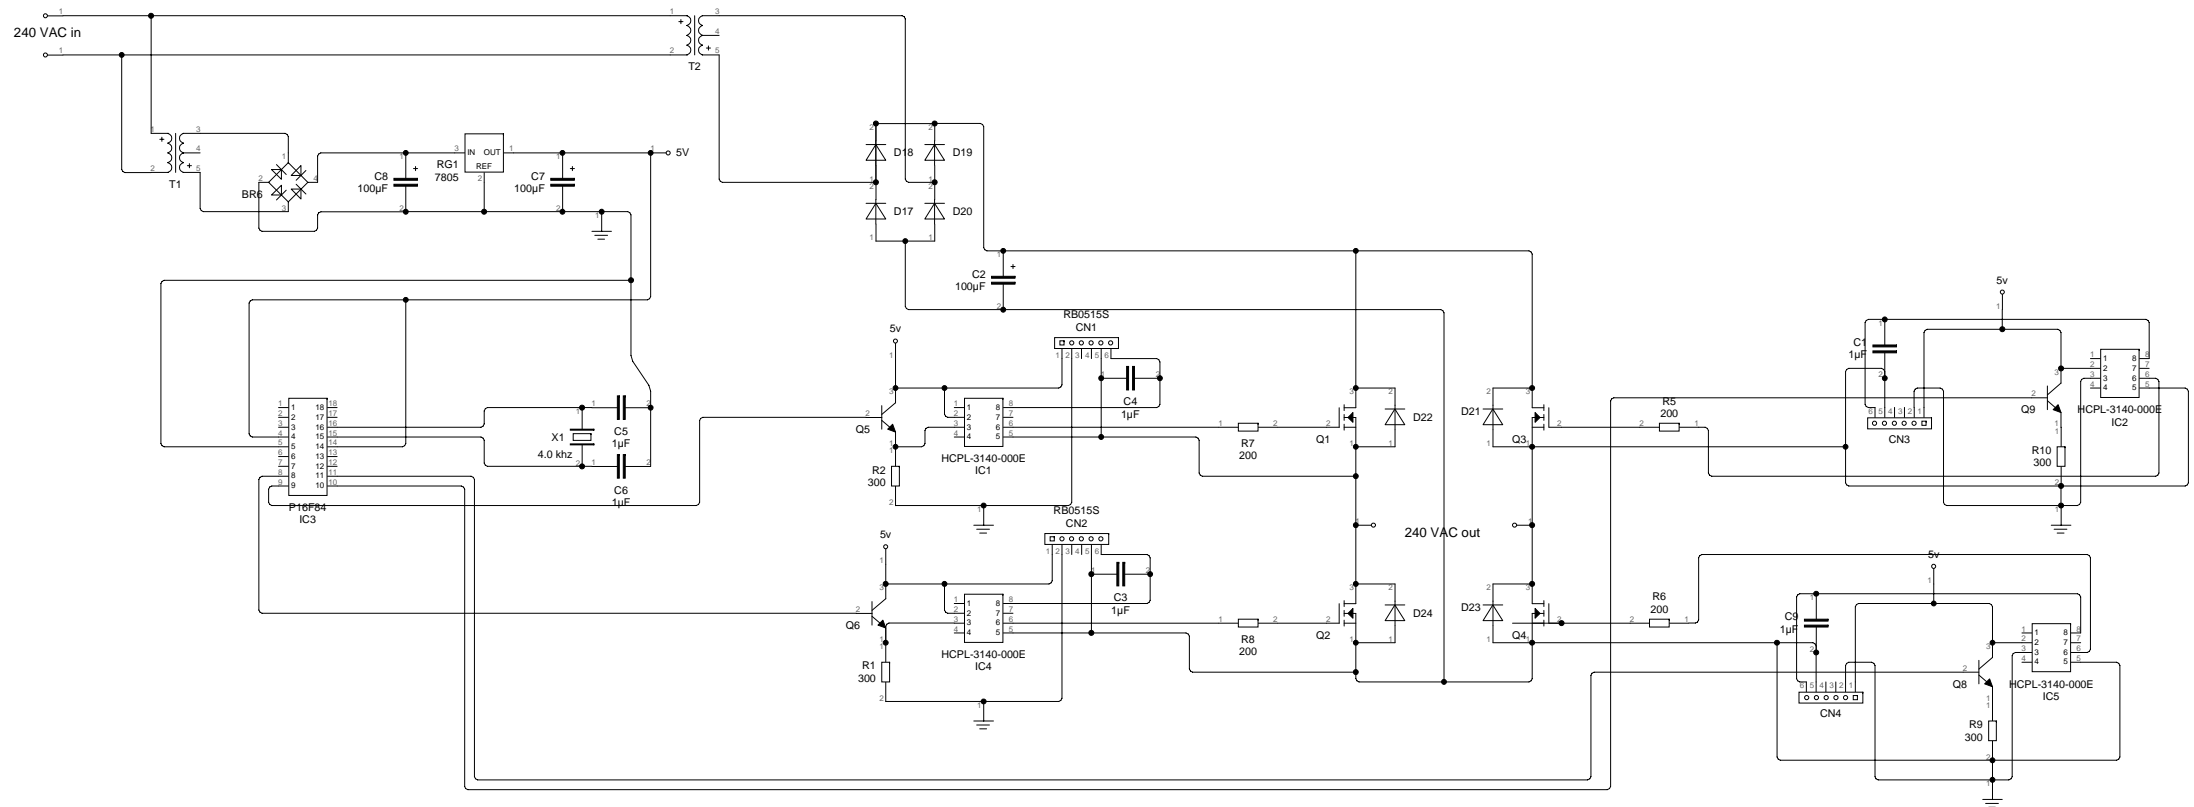 240 VAC in
T2
T1
BR6
C8
100µF
RG1
7805
IN OUT
REF
C7
100µF
5V
D18
D19
D17
D20
C2
100µF
RB0515S
CN1
5v
C4
1µF
Q5
HCPL-3140-000E
IC1
R2
300
R7
200
Q1
D22
D21
Q3
R5
200
5v
C1
1µF
CN3
Q9
HCPL-3140-000E
IC2
R10
300
X1
4.0 khz
C5
1µF
C6
1µF
P16F84
IC3
RB0515S
CN2
5v
C3
1µF
Q6
HCPL-3140-000E
IC4
R1
300
R8
200
Q2
D24
240 VAC out
D23
Q4
R6
200
5v
C9
1µF
CN4
Q8
HCPL-3140-000E
IC5
R9
300